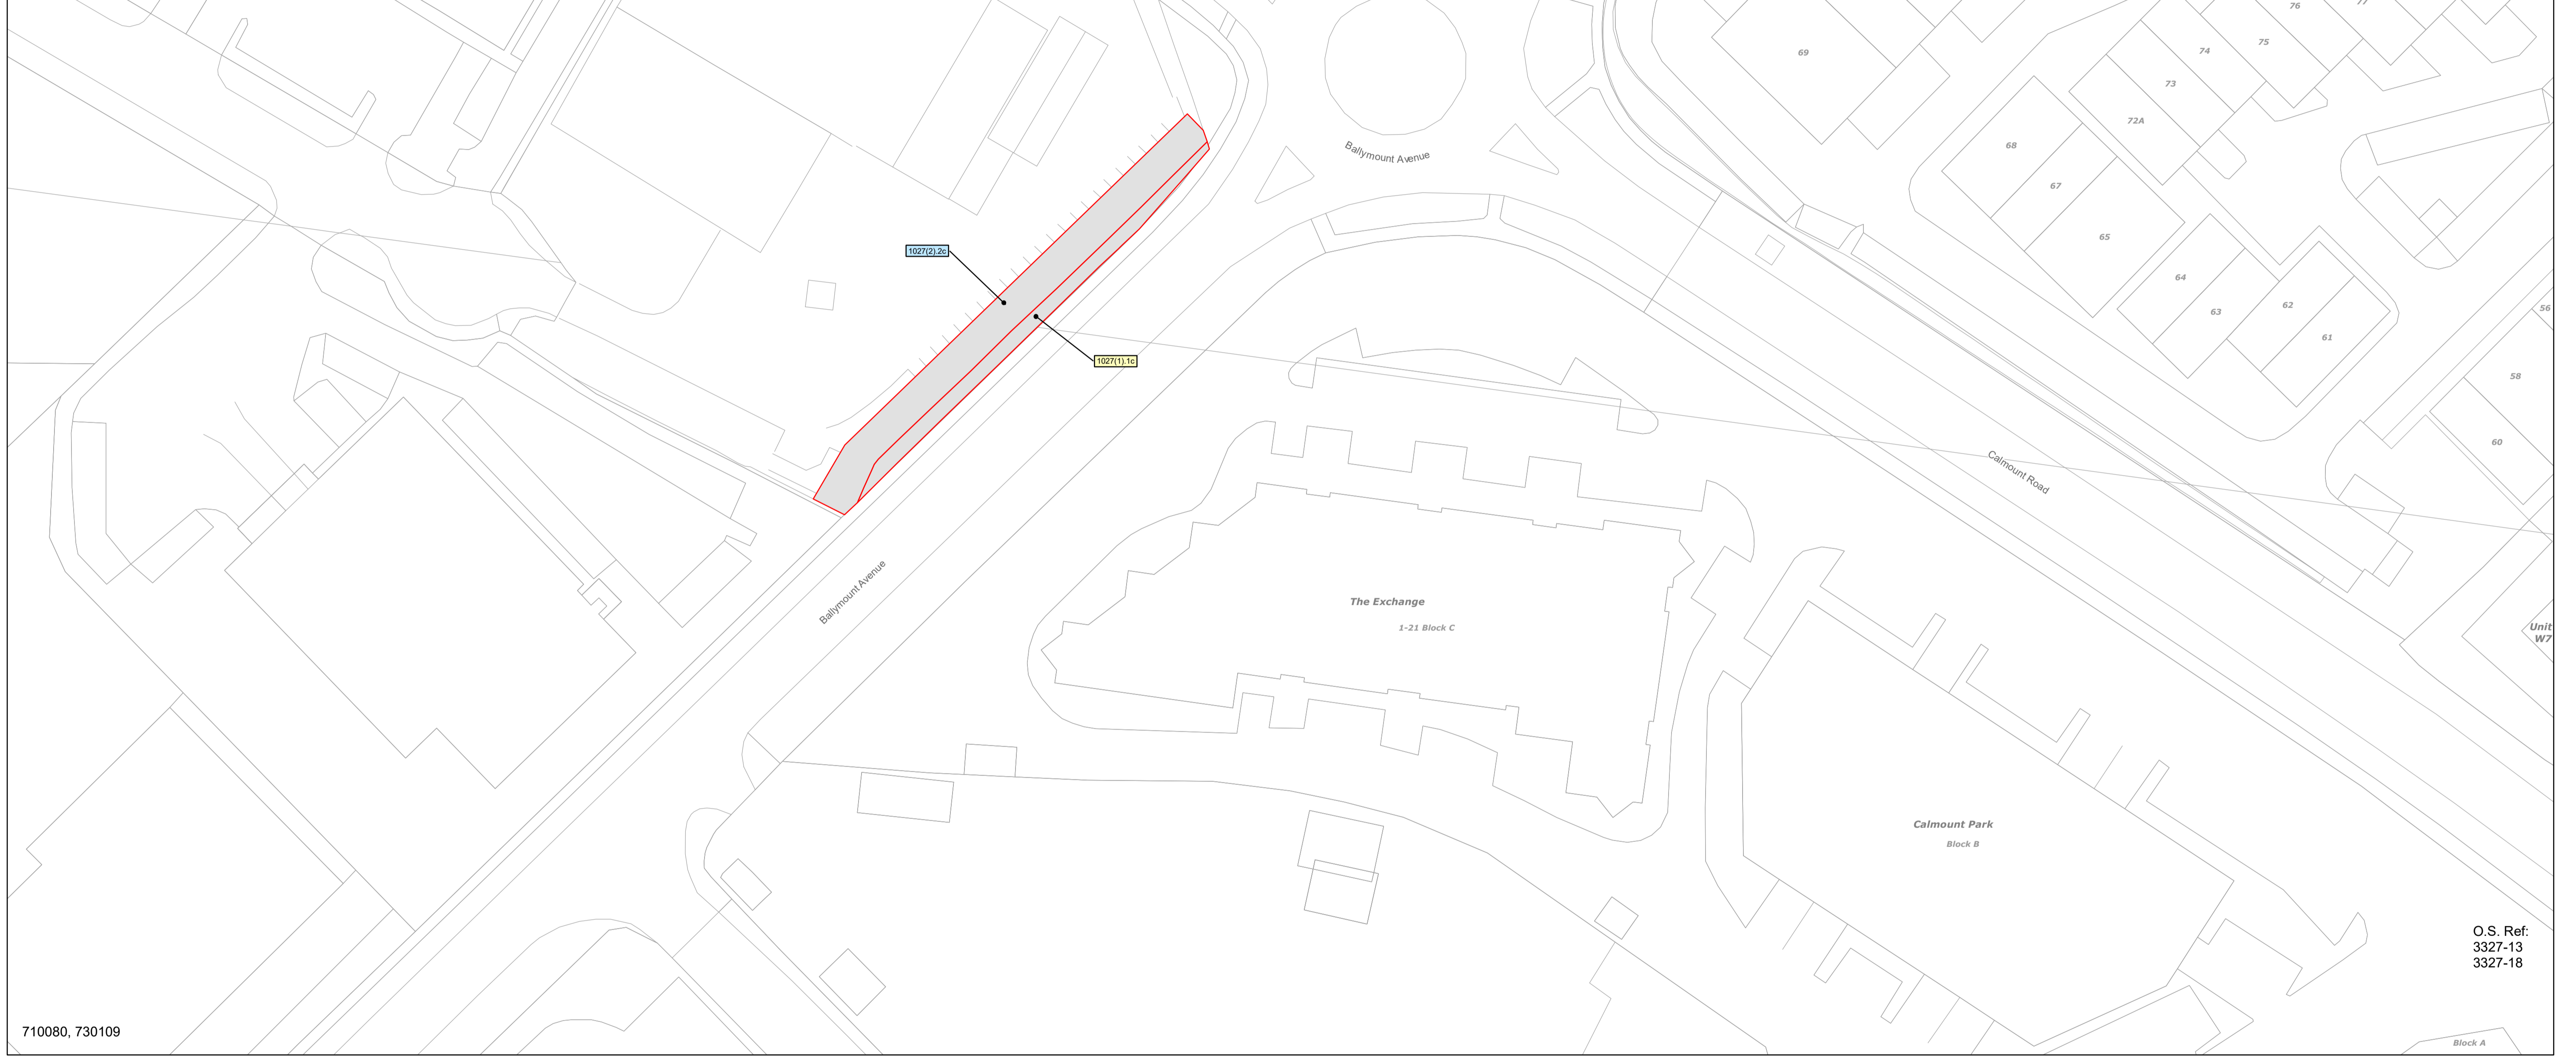 76
77
69
74
75
73
72A
68
67
65
Ballymount Avenue
1027(2).2c
64
63
62
61
56
1027(1).1c
58
60
Calmount Road
Ballymount Avenue
The Exchange
1-21 Block C
Unit
W7
Calmount Park
Block B
O.S. Ref:
3327-13
3327-18
710080, 730109
Block A